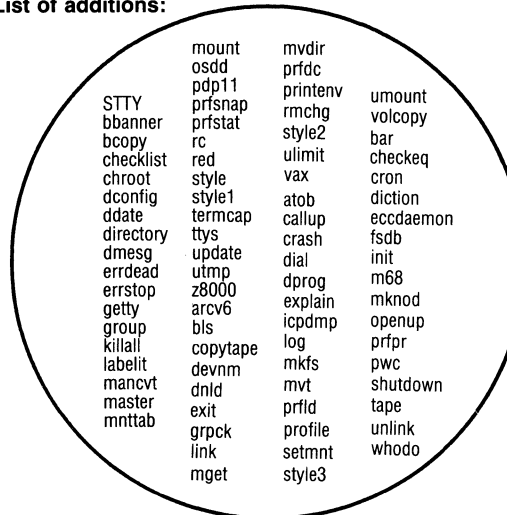 List of additions:
STTY
bbanner
bcopy
checklist
chroot
dconfig
ddate
directory
dmesg
errdead
errstop
getty
group
killall
labelit
mancvt
master
mnttab
mount
osdd
pdp11
prfsnap
prfstat
rc
red
style
style1
termcap
ttys
update
utmp
z8000
arcv6
bls
copytape
devnm
dnld
exit
grpck
link
mget
mvdir
prfdc
printenv
rmchg
style2
ulimit
vax
atob
callup
crash
dial
dprog
explain
icpdmp
log
mkfs
mvt
prfld
profile
setmnt
style3
umount
volcopy
bar
checkeq
cron
diction
eccdaemon
fsdb
init
m68
mknod
openup
prfpr
pwc
shutdown
tape
unlink
whodo